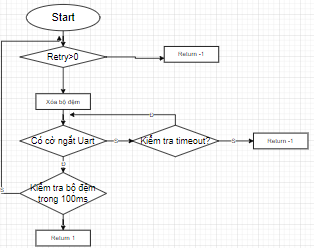 Start
Retry>0
Return -1
Xóa bộ đệm
D
Có cờ ngắt Uart
S
Kiểm tra timeout?
S
Return -1
D
Kiểm tra bộ đệm
trong 100ms
S
Return 1